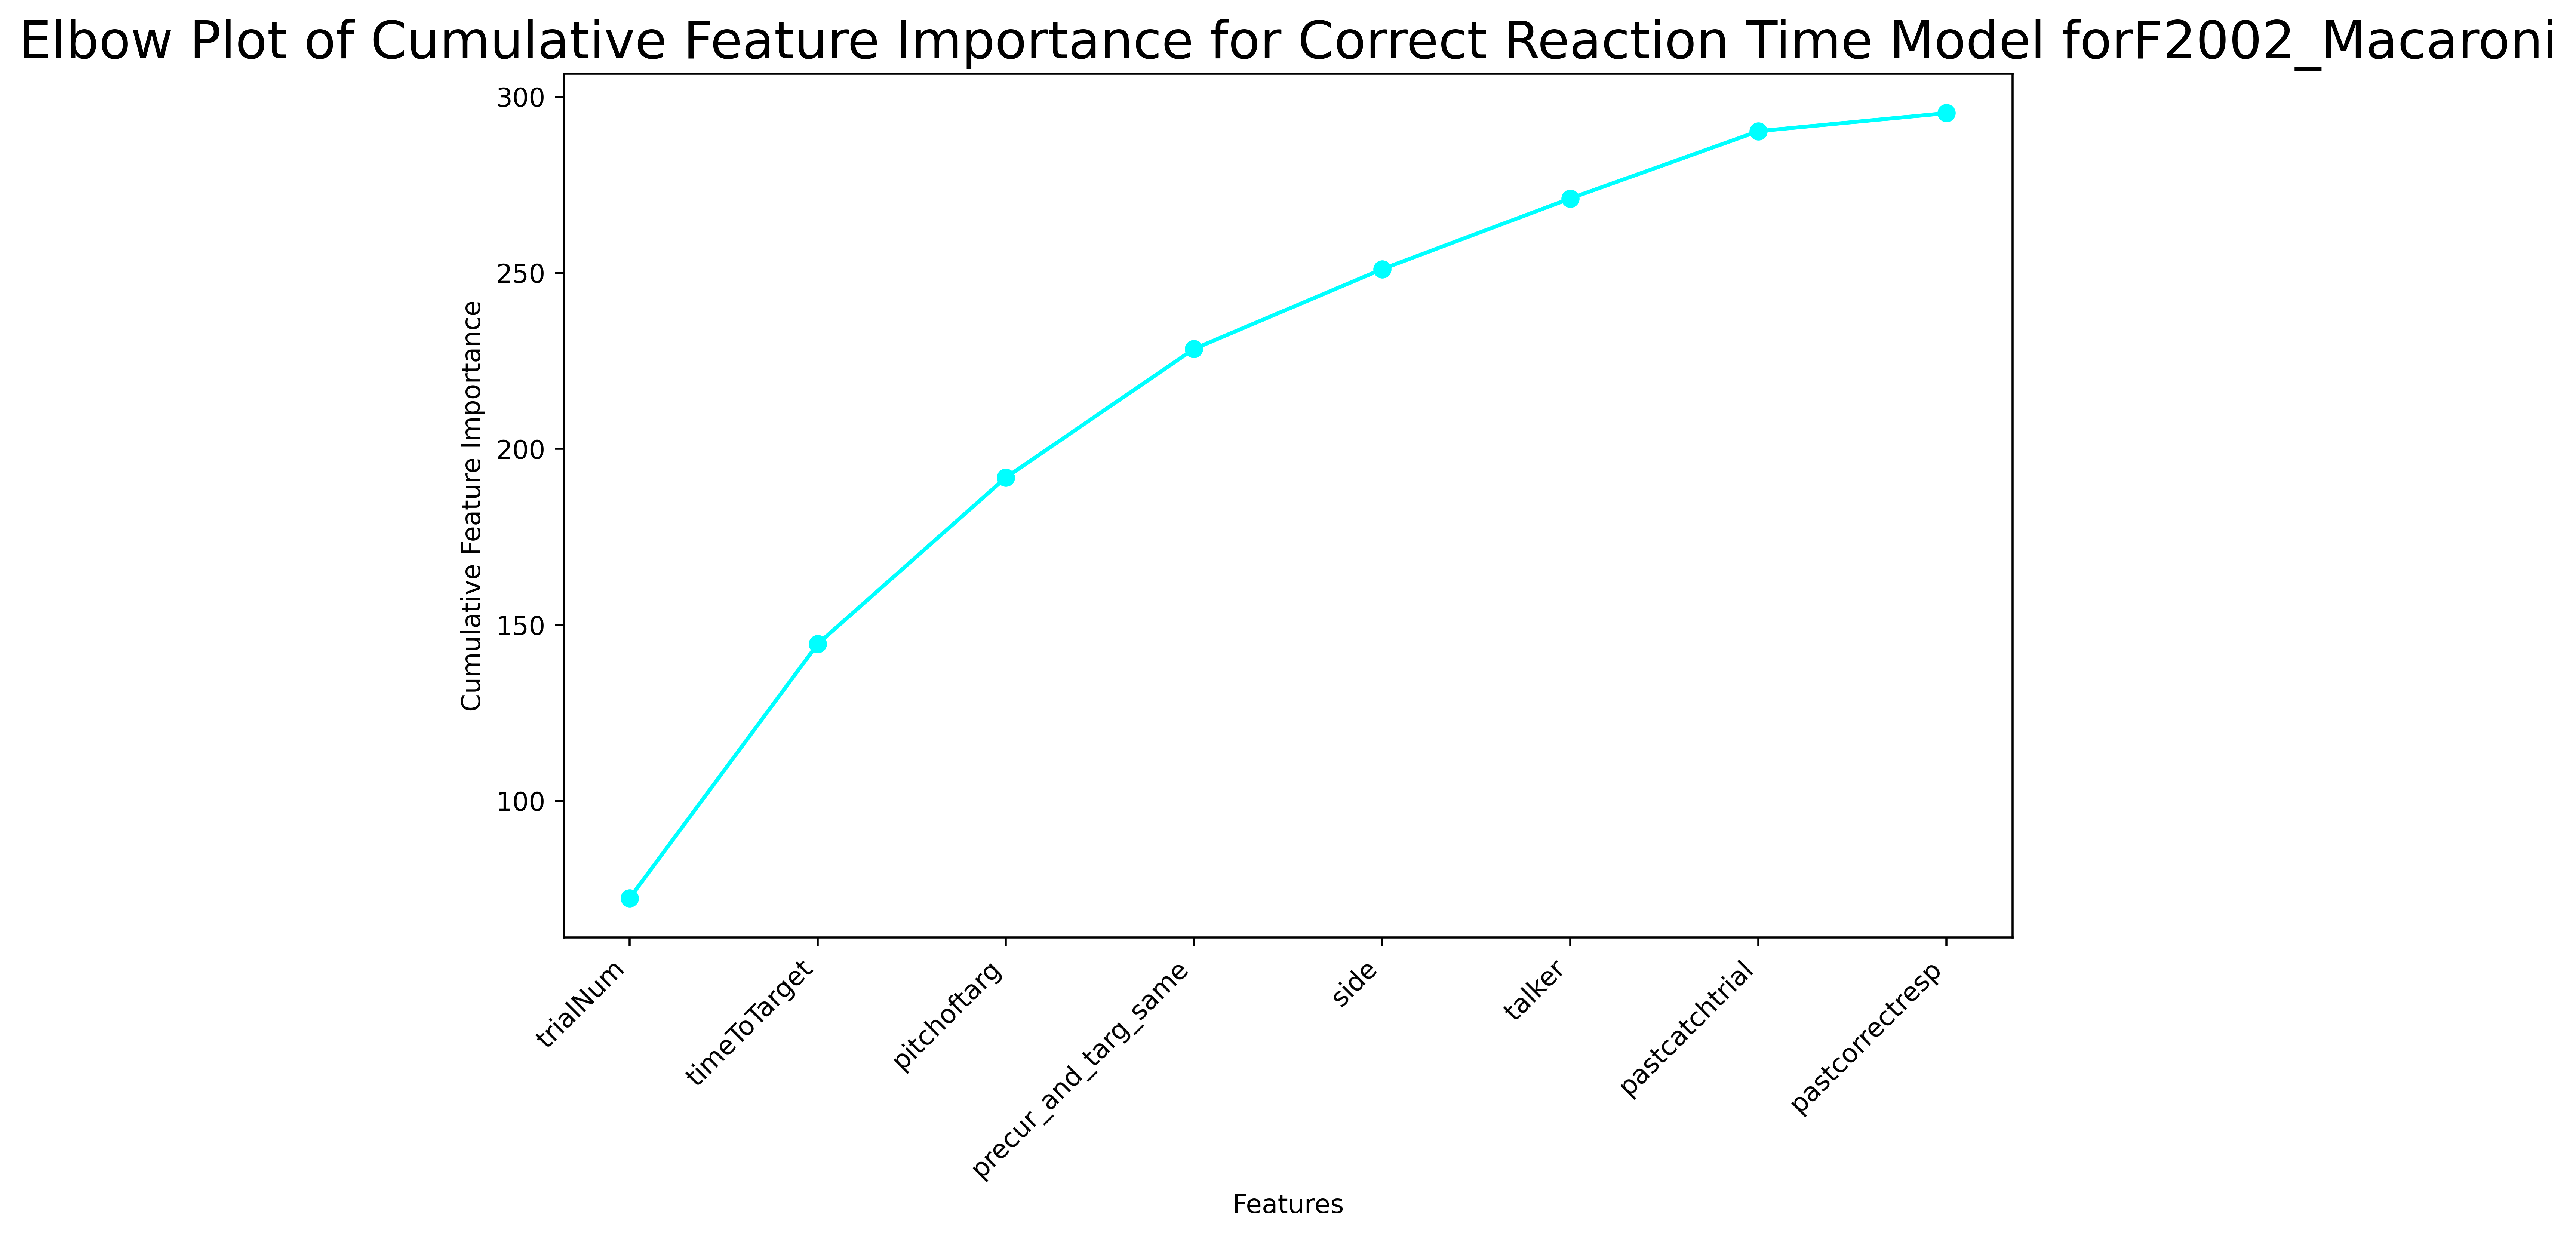 Elbow Plot of Cumulative Feature Importance for Correct Reaction Time Model forF2002_Macaroni
300
250
200
150
100
Cumulative Feature Importance
trialNum
timeToTarget
pitchoftarg
precur_and_targ_same
side
talker
pastcatchtrial
pastcorrectresp
Features